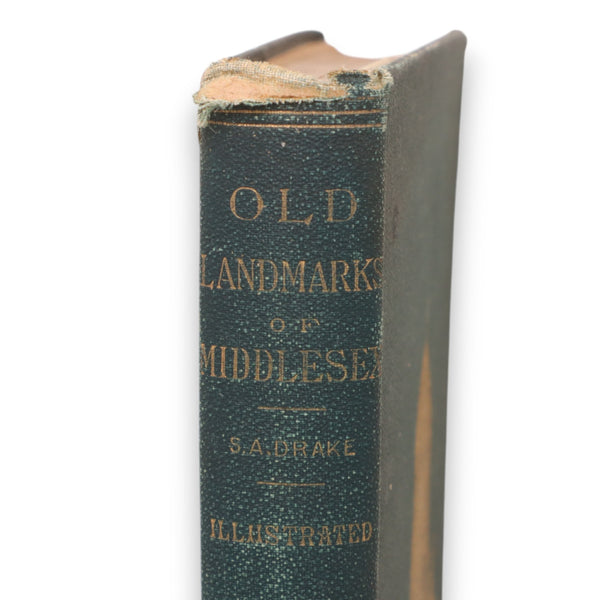 OLD
LANDMARKS
OF
MIDDLESEX
S.A. DRAKE
ILLUSTRATED